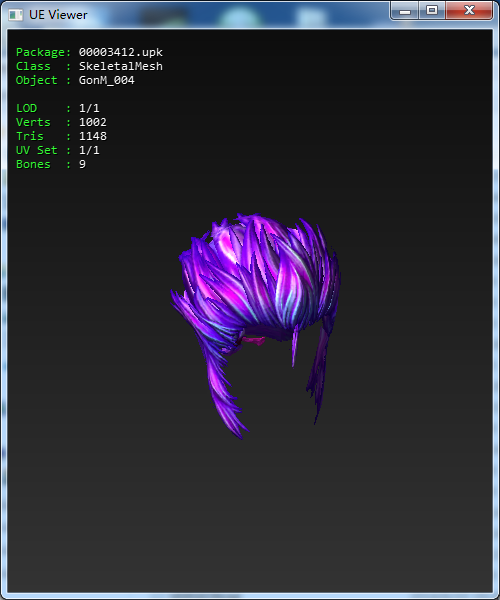 UE Viewer
Package: 00003412.upk
Class : SkeletalMesh
Object : GonM_004
LOD : 1/1
Verts : 1002
Tris : 1148
UV Set : 1/1
Bones : 9